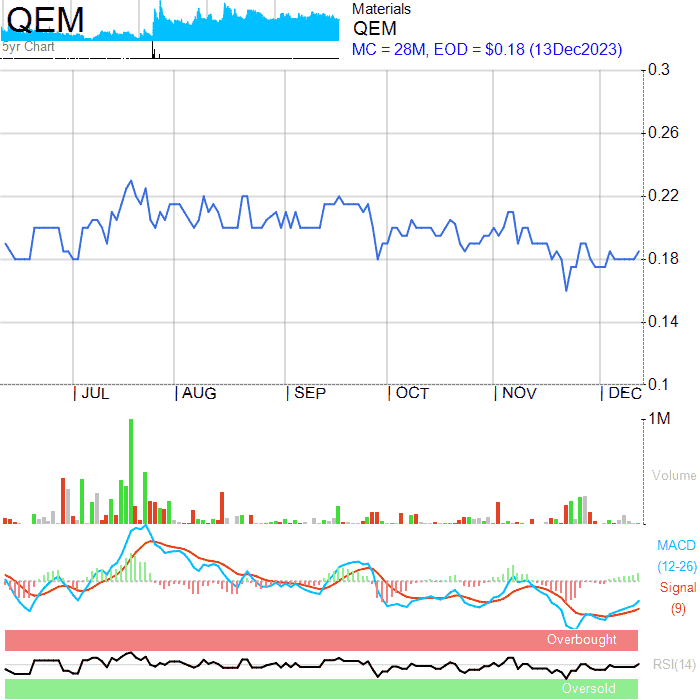 QEM
5yr Chart
Materials
QEM
MC = 28M, EOD = $0.18 (13Dec2023)
0.3
0.26
0.22
0.18
0.14
0.1
JUL AUG SEP OCT NOV DEC
1M
Volume
MACD
(12-26)
Signal
(9)
Overbought
RSI(14)
Oversold